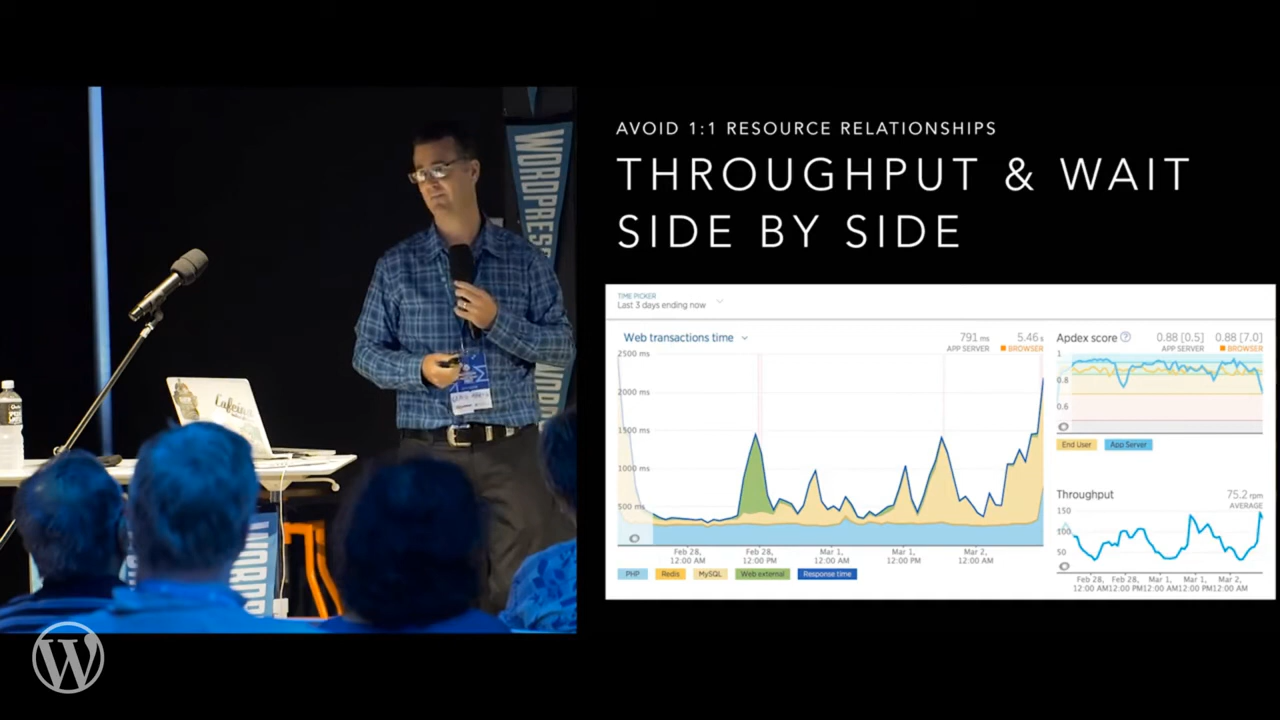 AVOID 1:1 RESOURCE RELATIONSHIPS
THROUGHPUT & WAIT
SIDE BY SIDE
WORDPRESS
WORDP
WORDP
Cafeina
TIME PICKER
Last 3 days ending now
Web transactions time
791 ms
APP SERVER
5.46 s
BROWSER
2500 ms
2000 ms
1500 ms
1000 ms
500 ms
Feb 28,
12:00 AM
Feb 28,
12:00 PM
Mar 1,
12:00 AM
Mar 1,
12:00 PM
Mar 2,
12:00 AM
PHP
Redis
MySQL
Web external
Response time
Apdex score ?
0.88 [0.5]
APP SERVER
0.88 [7.0]
BROWSER
1
0.8
0.6
End User
App Server
Throughput
75.2 rpm
AVERAGE
150
100
50
Feb 28, Feb 28, Mar 1, Mar 1, Mar 2,
12:00 AM 12:00 PM 12:00 AM 12:00 PM 12:00 AM
W